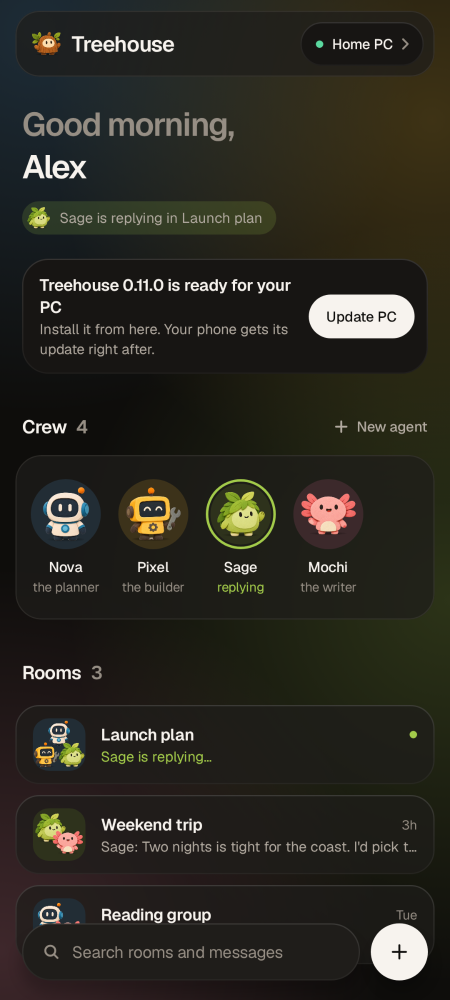 Treehouse
Home PC
Good morning,
Alex
Sage is replying in Launch plan
Treehouse 0.11.0 is ready for your
PC
Install it from here. Your phone gets its
update right after.
Update PC
Crew 4
+ New agent
Nova
the planner
Pixel
the builder
Sage
replying
Mochi
the writer
Rooms 3
Launch plan
Sage is replying...
Weekend trip
3h
Sage: Two nights is tight for the coast. I'd pick t...
Reading group
Tue
Search rooms and messages
+